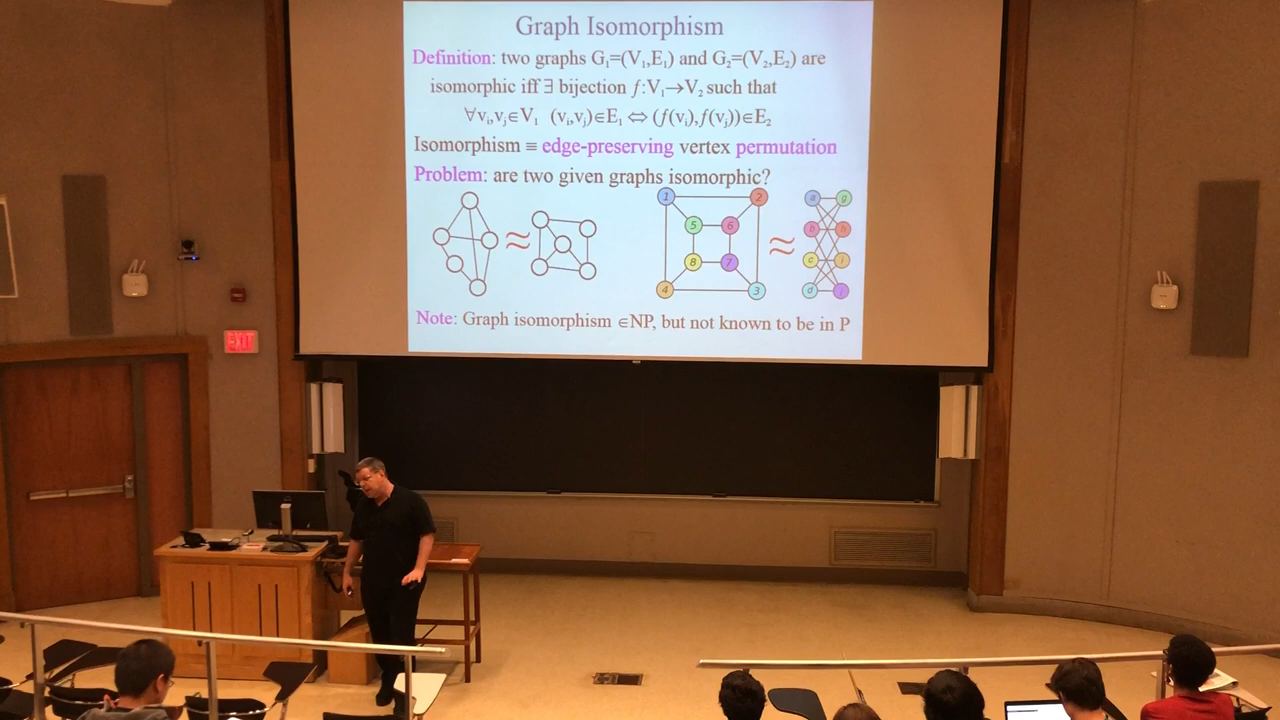 Graph Isomorphism
Definition: two graphs G₁=(V₁,E₁) and G₂=(V₂,E₂) are
isomorphic iff ∃ bijection f:V₁→V₂ such that
∀vᵢ,vⱼ∈V₁ (vᵢ,vⱼ)∈E₁ ⇔ (f(vᵢ),f(vⱼ))∈E₂
Isomorphism ≡ edge-preserving vertex permutation
Problem: are two given graphs isomorphic?
≈ ≈
1 2
5 6
8 7
4 3
a g
b h
c i
d j
Note: Graph isomorphism ∈NP, but not known to be in P
EXIT